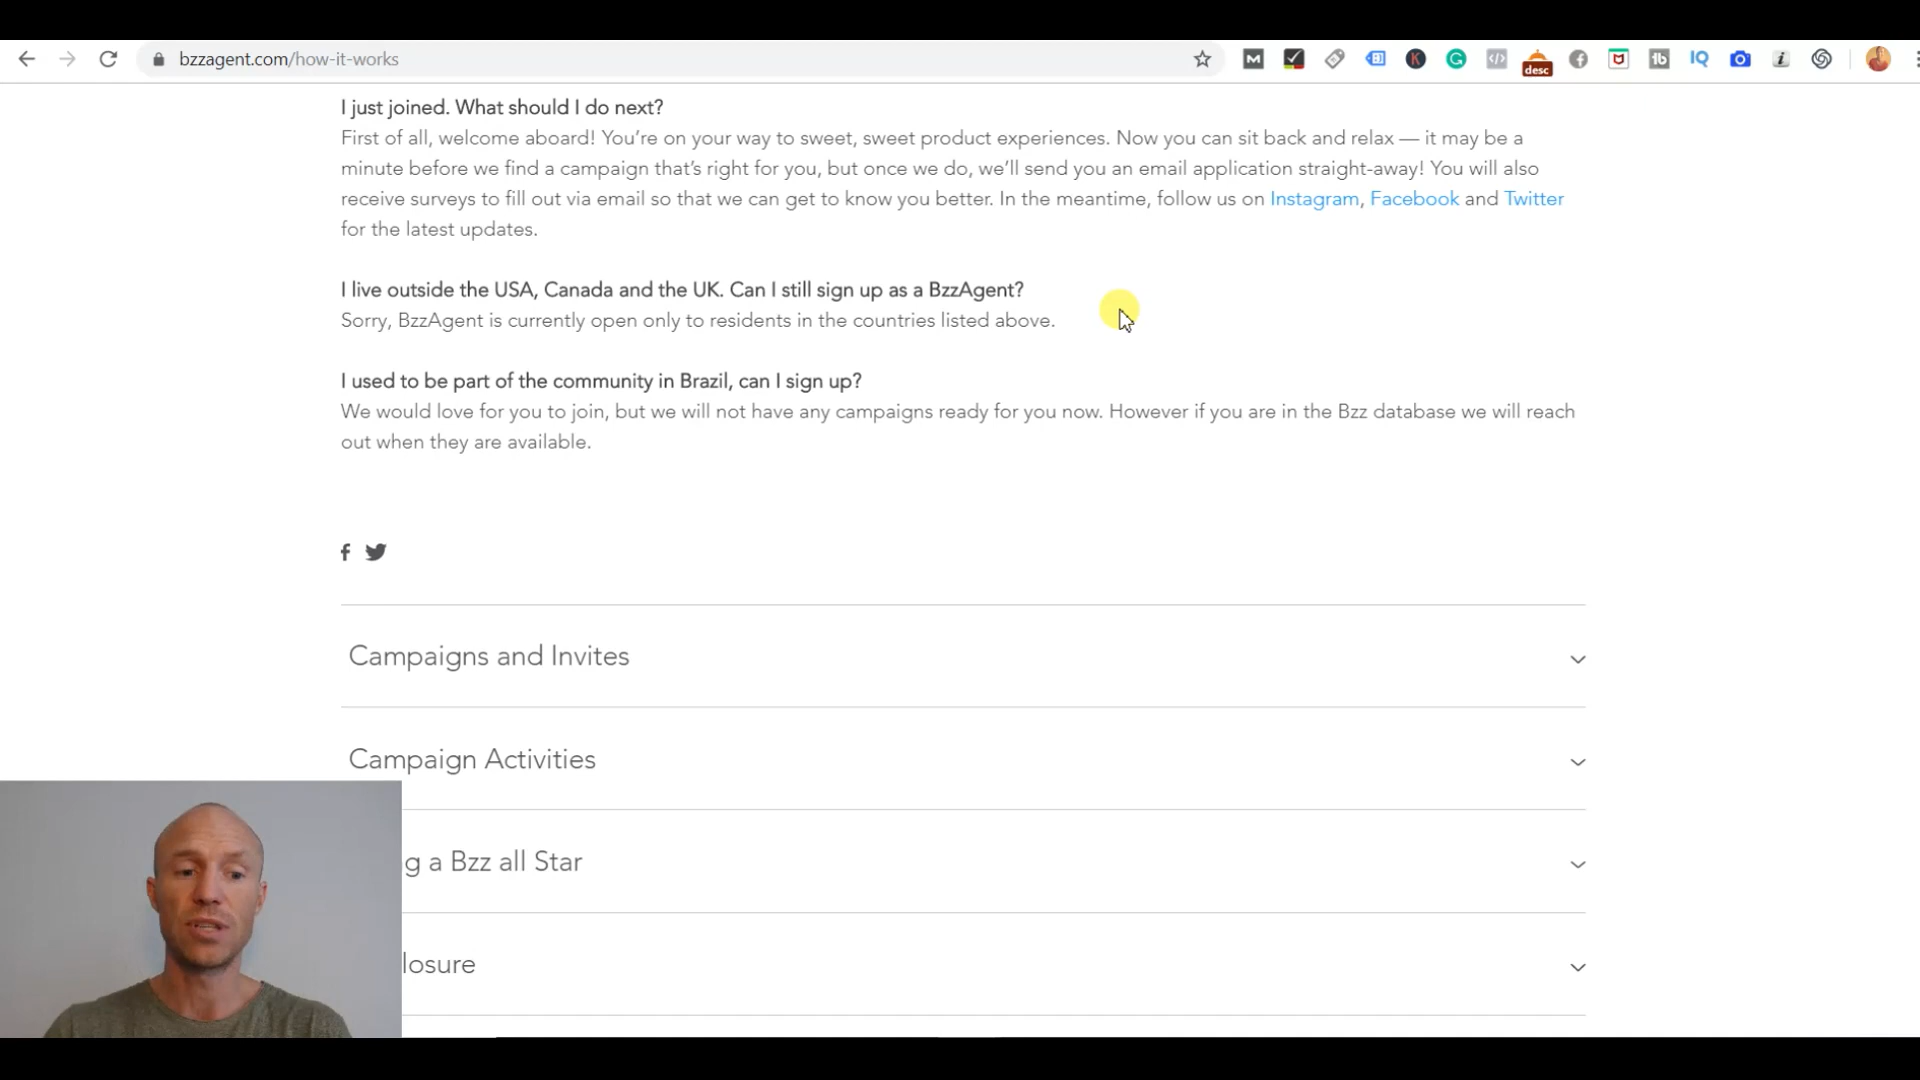 bzzagent.com/how-it-works
desc
I just joined. What should I do next?
First of all, welcome aboard! You're on your way to sweet, sweet product experiences. Now you can sit back and relax — it may be a
minute before we find a campaign that's right for you, but once we do, we'll send you an email application straight-away! You will also
receive surveys to fill out via email so that we can get to know you better. In the meantime, follow us on Instagram, Facebook and Twitter
for the latest updates.
I live outside the USA, Canada and the UK. Can I still sign up as a BzzAgent?
Sorry, BzzAgent is currently open only to residents in the countries listed above.
I used to be part of the community in Brazil, can I sign up?
We would love for you to join, but we will not have any campaigns ready for you now. However if you are in the Bzz database we will reach
out when they are available.
Campaigns and Invites
Campaign Activities
g a Bzz all Star
losure